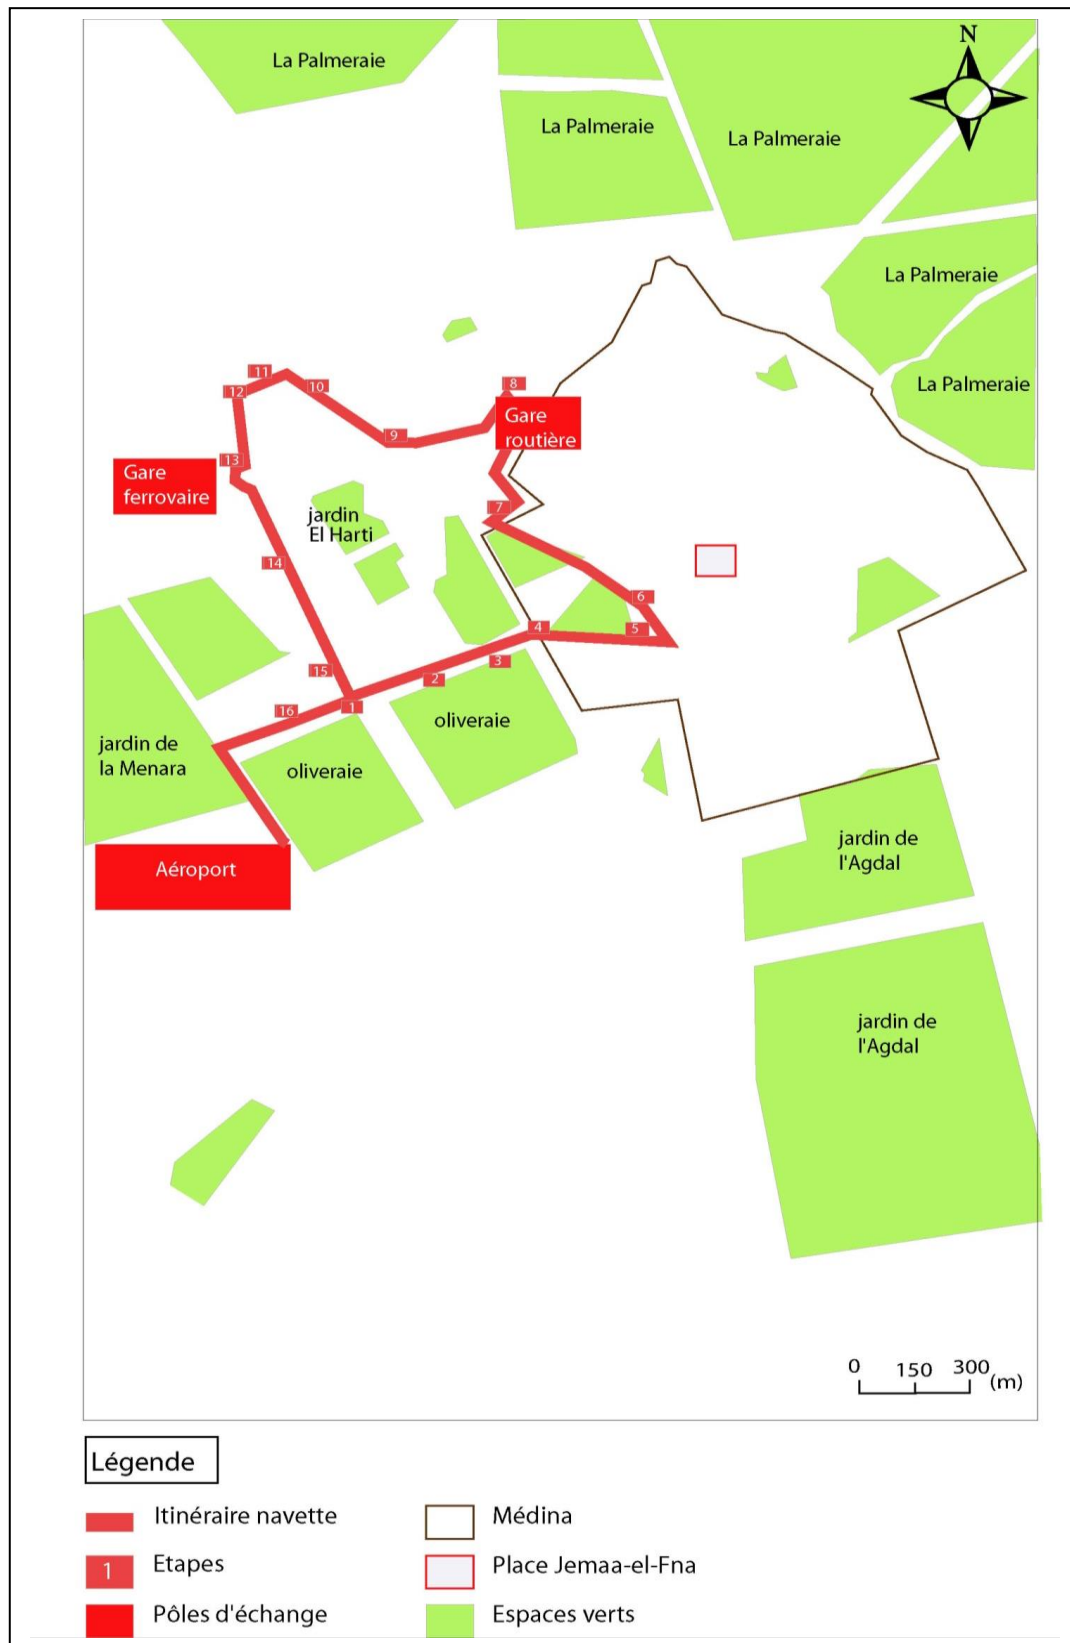 La Palmeraie
N
La Palmeraie
La Palmeraie
La Palmeraie
La Palmeraie
11
12
10
8
9
Gare
routière
13
Gare
ferrovaire
jardin
El Harti
7
14
6
5
4
3
2
15
1
16
oliveraie
jardin de
la Menara
oliveraie
Aéroport
jardin de
l'Agdal
jardin de
l'Agdal
0 150 300 (m)
Légende
Itinéraire navette
Médina
1
Etapes
Place Jemaa-el-Fna
Pôles d'échange
Espaces verts